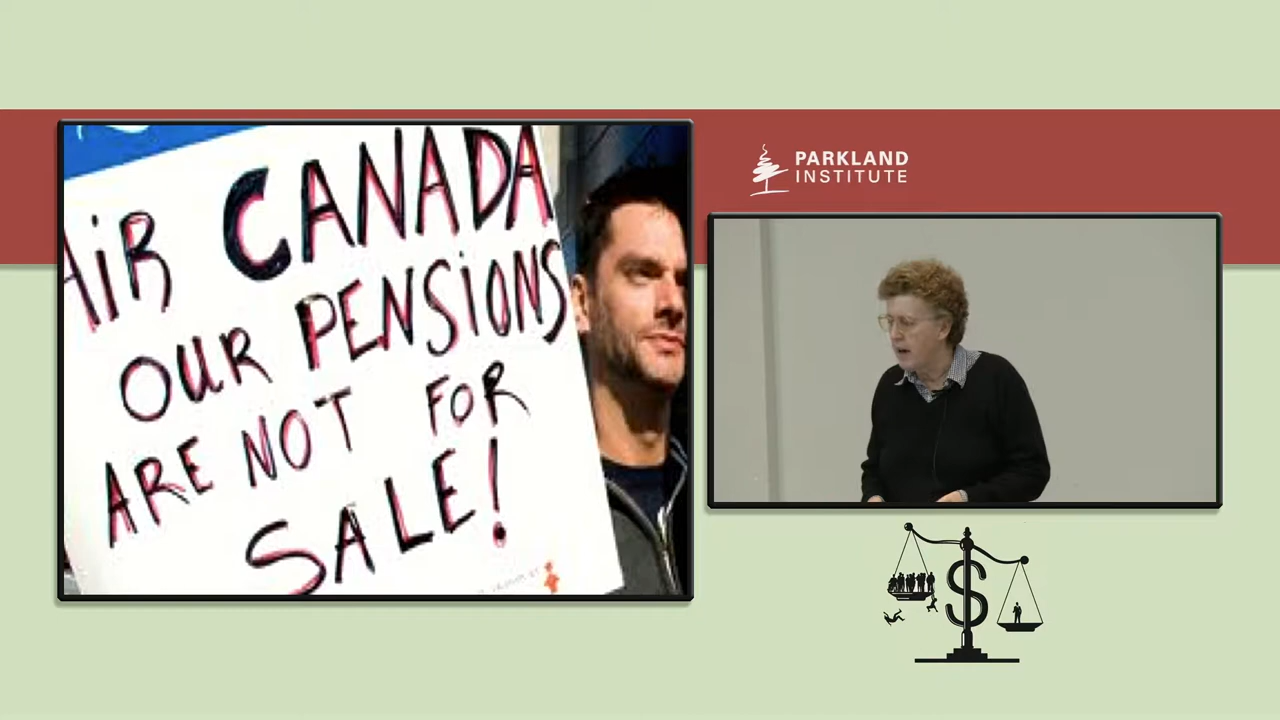 AiR CANADA
OUR PENSiONS
ARE NOT FOR
SALE!
PARKLAND
INSTITUTE
$